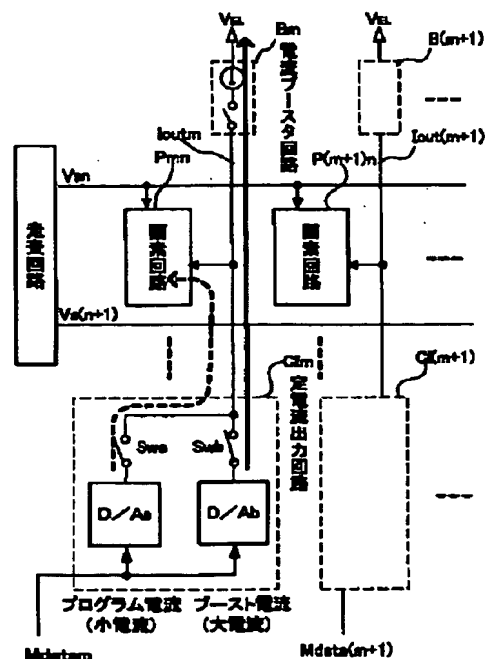 VEL
Bm
VEL
B(m+1)
電流ブースタ回路
Ioutm
Iout(m+1)
Pmn
P(m+1)n
Vsn
走査回路
画素回路
画素回路
Vs(n+1)
CIm
CI(m+1)
定電流出力回路
Swa
Swb
D/Aa
D/Ab
プログラム電流
(小電流)
ブースト電流
(大電流)
Mdatam
Mdata(m+1)